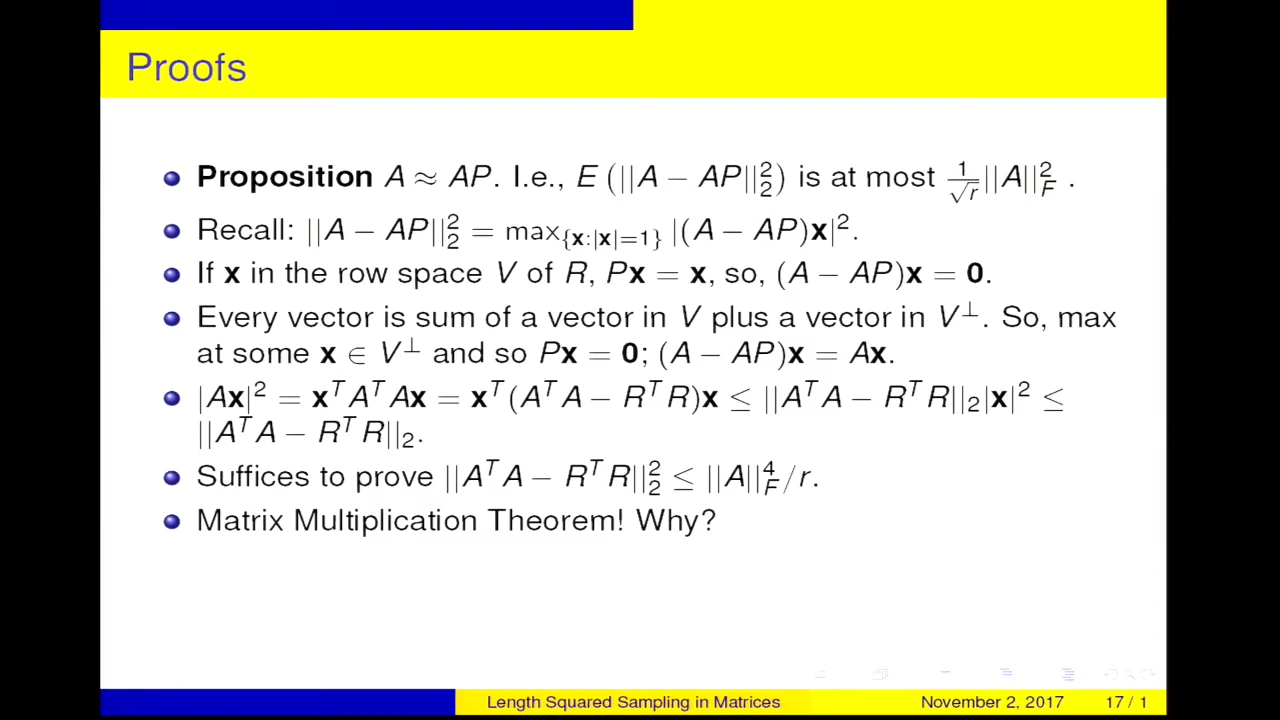 Proofs
Proposition A ≈ AP. I.e., E (||A − AP||₂²) is at most 1/√r ||A||_F² .
Recall: ||A − AP||₂² = max_{x:|x|=1} |(A − AP)x|².
If x in the row space V of R, Px = x, so, (A − AP)x = 0.
Every vector is sum of a vector in V plus a vector in V^⊥. So, max
at some x ∈ V^⊥ and so Px = 0; (A − AP)x = Ax.
|Ax|² = x^T A^T Ax = x^T (A^T A − R^T R)x ≤ ||A^T A − R^T R||₂|x|² ≤
||A^T A − R^T R||₂.
Suffices to prove ||A^T A − R^T R||₂² ≤ ||A||_F⁴/r.
Matrix Multiplication Theorem! Why?
Length Squared Sampling in Matrices November 2, 2017 17 / 1